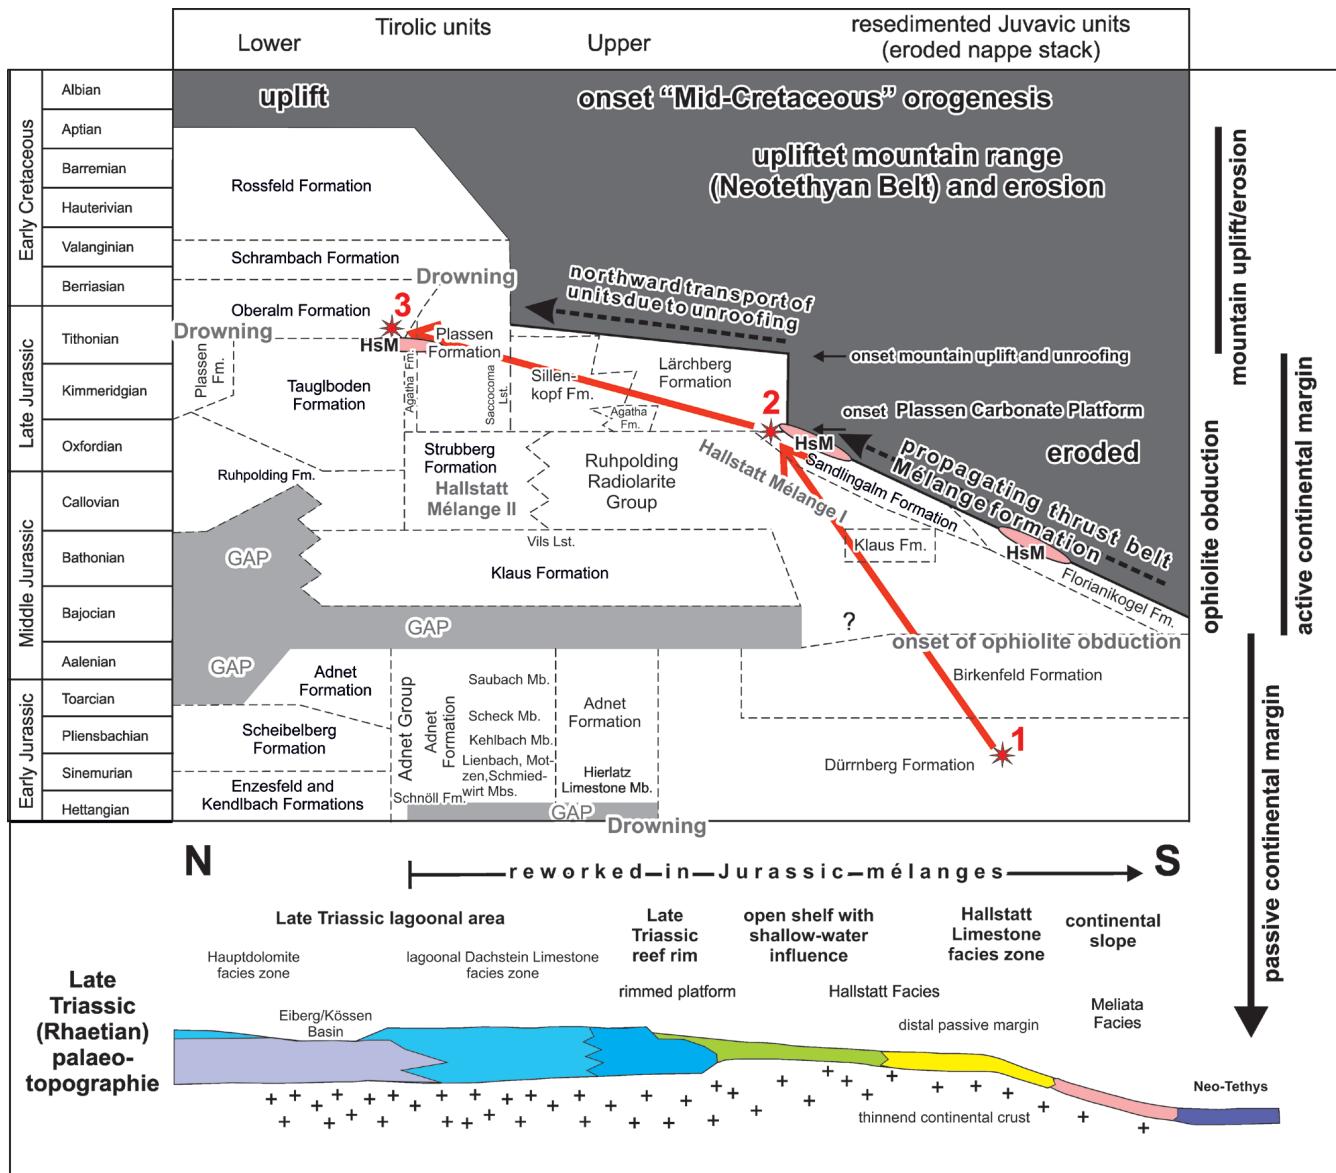 Tirolic units
Lower
Upper
resedimented Juvavic units
(eroded nappe stack)
Early Cretaceous
Late Jurassic
Middle Jurassic
Early Jurassic
Albian
Aptian
Barremian
Hauterivian
Valanginian
Berriasian
Tithonian
Kimmeridgian
Oxfordian
Callovian
Bathonian
Bajocian
Aalenian
Toarcian
Pliensbachian
Sinemurian
Hettangian
uplift
onset “Mid-Cretaceous” orogenesis
upliftet mountain range
(Neotethyan Belt) and erosion
Rossfeld Formation
Schrambach Formation
Drowning
Oberalm Formation
3
Drowning
HsM
Plassen
Formation
Plassen
Fm.
Tauglboden
Formation
Agatha Fm.
Saccocoma
Lst.
Sillen-
kopf Fm.
Agatha
Fm.
Lärchberg
Formation
northward transport of
unitsdue to unroofing
onset mountain uplift and unroofing
2
onset Plassen Carbonate Platform
HsM
eroded
propagating thrust belt
Mélange formation
Sandlingalm Formation
Hallstatt Mélange I
HsM
Florianikogel Fm.
Ruhpolding Fm.
Strubberg
Formation
Hallstatt
Mélange II
Ruhpolding
Radiolarite
Group
GAP
Vils Lst.
Klaus Formation
Klaus Fm.
GAP
?
onset of ophiolite obduction
GAP
Adnet
Formation
Birkenfeld Formation
Scheibelberg
Formation
Enzesfeld and
Kendlbach Formations
Adnet Group
Adnet
Formation
Saubach Mb.
Scheck Mb.
Kehlbach Mb.
Lienbach, Mot-
zen,Schmied-
wirt Mbs.
Schnöll Fm.
Adnet
Formation
Hierlatz
Limestone Mb.
GAP
Drowning
1
Dürrnberg Formation
mountain uplift/erosion
ophiolite obduction
active continental margin
passive continental margin
N
reworked in Jurassic mélanges
S
Late Triassic lagoonal area
Late
Triassic
reef rim
open shelf with
shallow-water
influence
Hallstatt
Limestone
facies zone
continental
slope
Hauptdolomite
facies zone
lagoonal Dachstein Limestone
facies zone
rimmed platform
Hallstatt Facies
Meliata
Facies
Eiberg/Kössen
Basin
distal passive margin
Late
Triassic
(Rhaetian)
palaeo-
topographie
Neo-Tethys
thinnend continental crust